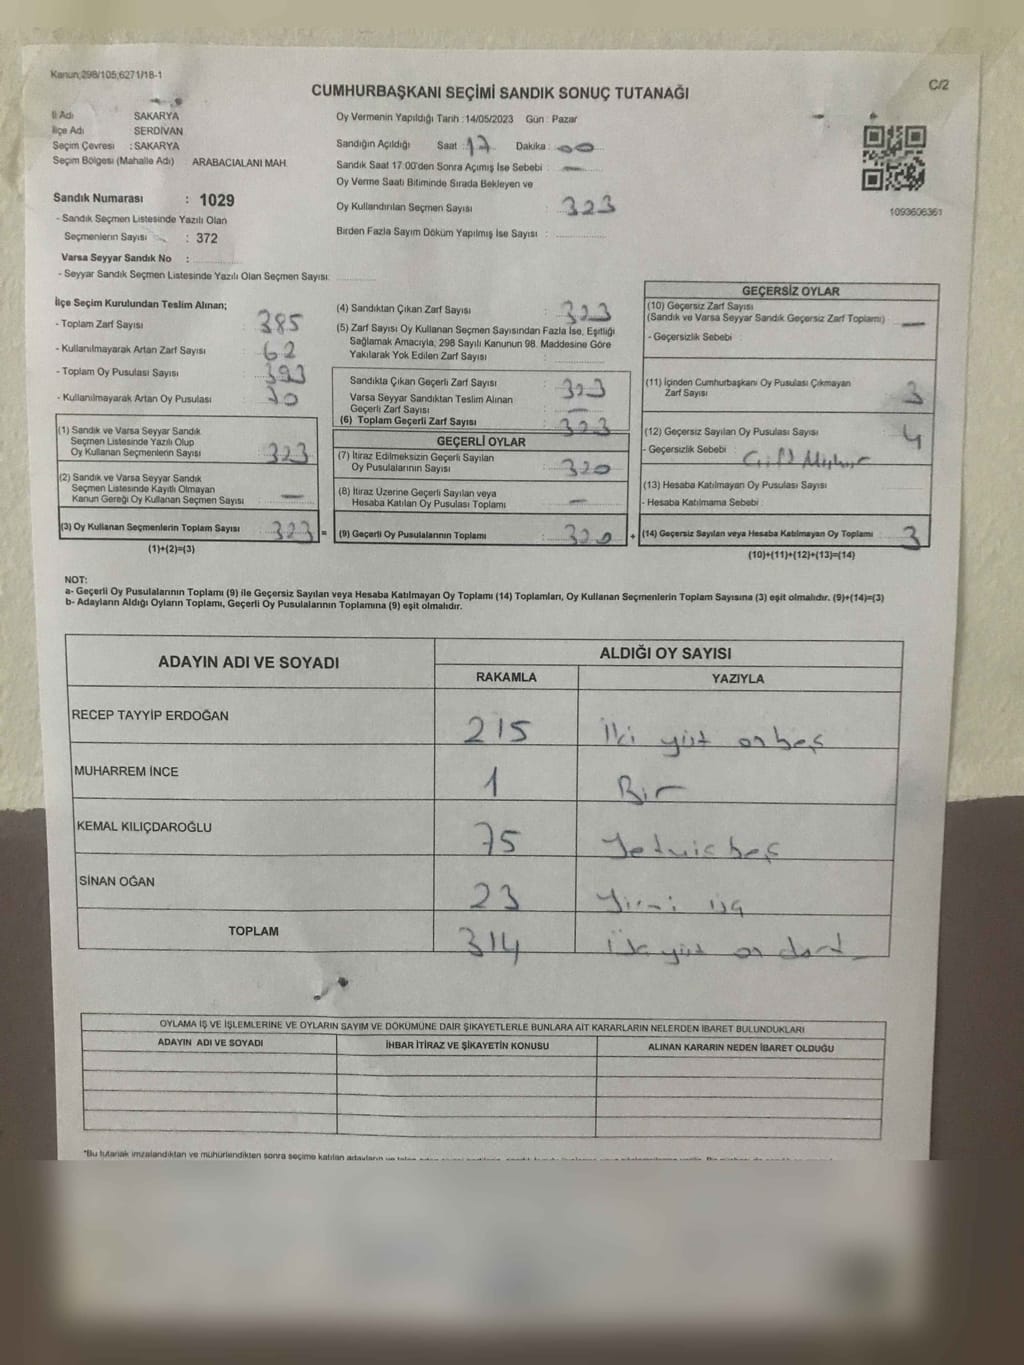 Kanun;298/105;6271/18-1
C/2
CUMHURBAŞKANI SEÇİMİ SANDIK SONUÇ TUTANAĞI
İl Adı SAKARYA
İlçe Adı SERDİVAN
Seçim Çevresi : SAKARYA
Seçim Bölgesi (Mahalle Adı) ARABACIALANI MAH.
Sandık Numarası : 1029
- Sandık Seçmen Listesinde Yazılı Olan
Seçmenlerin Sayısı : 372
Varsa Seyyar Sandık No :
- Seyyar Sandık Seçmen Listesinde Yazılı Olan Seçmen Sayısı:
Oy Vermenin Yapıldığı Tarih :14/05/2023 Gün : Pazar
Sandığın Açıldığı Saat : 17 Dakika : 00
Sandık Saat 17:00'den Sonra Açımış İse Sebebi : —
Oy Verme Saati Bitiminde Sırada Bekleyen ve
Oy Kullandırılan Seçmen Sayısı : 323
Birden Fazla Sayım Döküm Yapılmış İse Sayısı :
1093606361
İlçe Seçim Kurulundan Teslim Alınan;
- Toplam Zarf Sayısı : 385
- Kullanılmayarak Artan Zarf Sayısı : 62
- Toplam Oy Pusulası Sayısı : 393
- Kullanılmayarak Artan Oy Pusulası : 70
(1) Sandık ve Varsa Seyyar Sandık
Seçmen Listesinde Yazılı Olup
Oy Kullanan Seçmenlerin Sayısı : 323
(2) Sandık ve Varsa Seyyar Sandık
Seçmen Listesinde Kayıtlı Olmayan
Kanun Gereği Oy Kullanan Seçmen Sayısı : —
(3) Oy Kullanan Seçmenlerin Toplam Sayısı : 323 =
(1)+(2)=(3)
(4) Sandıktan Çıkan Zarf Sayısı : 323
(5) Zarf Sayısı Oy Kullanan Seçmen Sayısından Fazla İse, Eşitliği
Sağlamak Amacıyla, 298 Sayılı Kanunun 98. Maddesine Göre
Yakılarak Yok Edilen Zarf Sayısı :
Sandıkta Çıkan Geçerli Zarf Sayısı : 323
Varsa Seyyar Sandıktan Teslim Alınan
Geçerli Zarf Sayısı : —
(6) Toplam Geçerli Zarf Sayısı : 323
GEÇERLİ OYLAR
(7) İtiraz Edilmeksizin Geçerli Sayılan
Oy Pusulalarının Sayısı : 320
(8) İtiraz Üzerine Geçerli Sayılan veya
Hesaba Katılan Oy Pusulası Toplamı : —
(9) Geçerli Oy Pusulalarının Toplamı : 320 +
GEÇERSİZ OYLAR
(10) Geçersiz Zarf Sayısı
(Sandık ve Varsa Seyyar Sandık Geçersiz Zarf Toplamı) : —
- Geçersizlik Sebebi :
(11) İçinden Cumhurbaşkanı Oy Pusulası Çıkmayan
Zarf Sayısı : 3
(12) Geçersiz Sayılan Oy Pusulası Sayısı : 4
- Geçersizlik Sebebi : Çift Mühür
(13) Hesaba Katılmayan Oy Pusulası Sayısı :
- Hesaba Katılmama Sebebi :
(14) Geçersiz Sayılan veya Hesaba Katılmayan Oy Toplamı : 3
(10)+(11)+(12)+(13)=(14)
NOT:
a- Geçerli Oy Pusulalarının Toplamı (9) ile Geçersiz Sayılan veya Hesaba Katılmayan Oy Toplamı (14) Toplamları, Oy Kullanan Seçmenlerin Toplam Sayısına (3) eşit olmalıdır. (9)+(14)=(3)
b- Adayların Aldığı Oyların Toplamı, Geçerli Oy Pusulalarının Toplamına (9) eşit olmalıdır.
ADAYIN ADI VE SOYADI
ALDIĞI OY SAYISI
RAKAMLA YAZIYLA
RECEP TAYYİP ERDOĞAN 215 İki yüz on beş
MUHARREM İNCE 1 Bir
KEMAL KILIÇDAROĞLU 75 Yetmiş beş
SİNAN OĞAN 23 Yirmi üç
TOPLAM 314 yüz on dört
OYLAMA İŞ VE İŞLEMLERİNE VE OYLARIN SAYIM VE DÖKÜMÜNE DAİR ŞİKAYETLERLE BUNLARA AİT KARARLARIN NELERDEN İBARET BULUNDUKLARI
ADAYIN ADI VE SOYADI İHBAR İTİRAZ VE ŞİKAYETİN KONUSU ALINAN KARARIN NEDEN İBARET OLDUĞU
*Bu tutanak imzalandıktan ve mühürlendikten sonra seçime katılan adayların